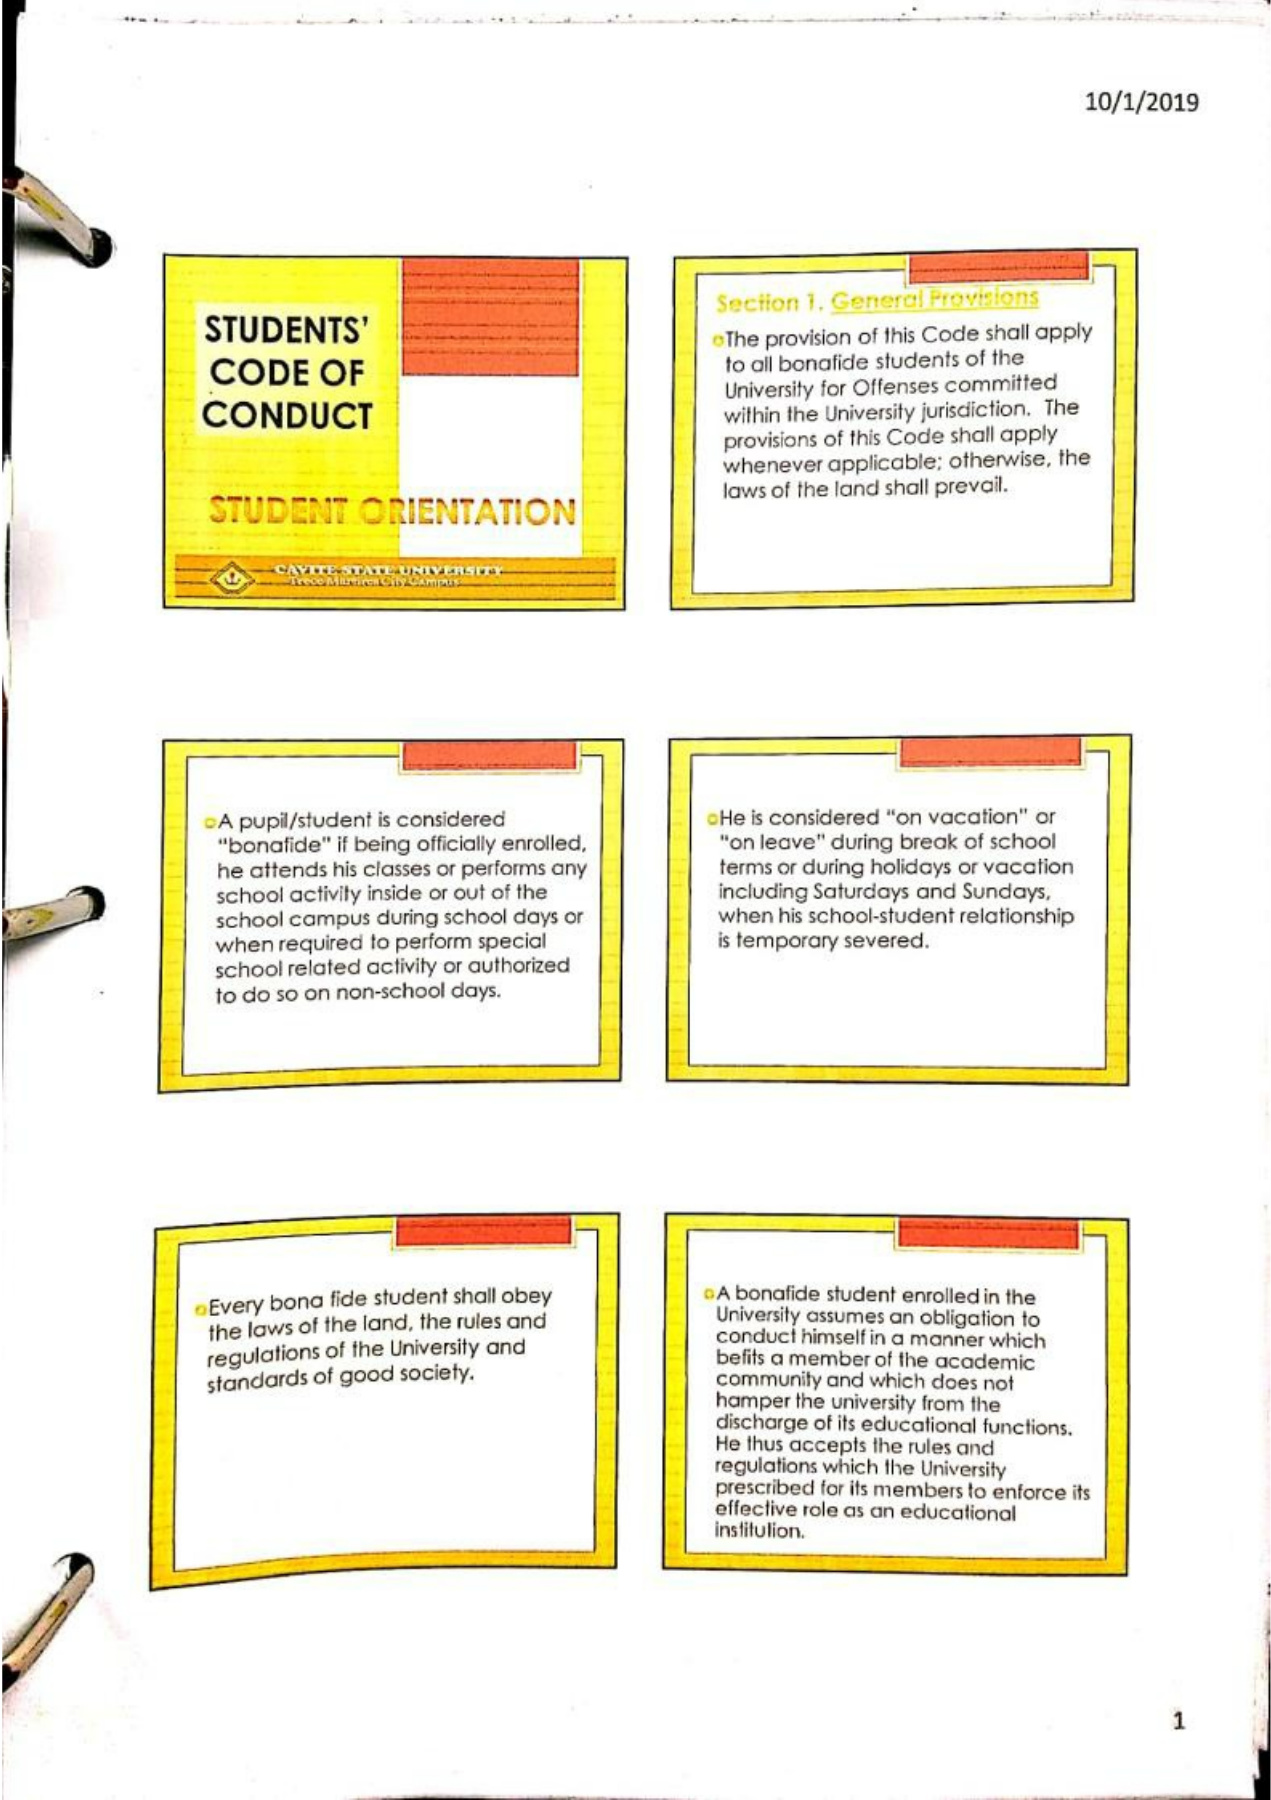 10/1/2019
STUDENTS'
CODE OF
CONDUCT
STUDENT ORIENTATION
CAVITE STATE UNIVERSITY
Trece Martires City Campus
Section 1. General Provisions
The provision of this Code shall apply
to all bonafide students of the
University for Offenses committed
within the University jurisdiction. The
provisions of this Code shall apply
whenever applicable; otherwise, the
laws of the land shall prevail.
A pupil/student is considered
"bonafide" if being officially enrolled,
he attends his classes or performs any
school activity inside or out of the
school campus during school days or
when required to perform special
school related activity or authorized
to do so on non-school days.
He is considered "on vacation" or
"on leave" during break of school
terms or during holidays or vacation
including Saturdays and Sundays,
when his school-student relationship
is temporary severed.
Every bona fide student shall obey
the laws of the land, the rules and
regulations of the University and
standards of good society.
A bonafide student enrolled in the
University assumes an obligation to
conduct himself in a manner which
befits a member of the academic
community and which does not
hamper the university from the
discharge of its educational functions.
He thus accepts the rules and
regulations which the University
prescribed for its members to enforce its
effective role as an educational
institution.
1